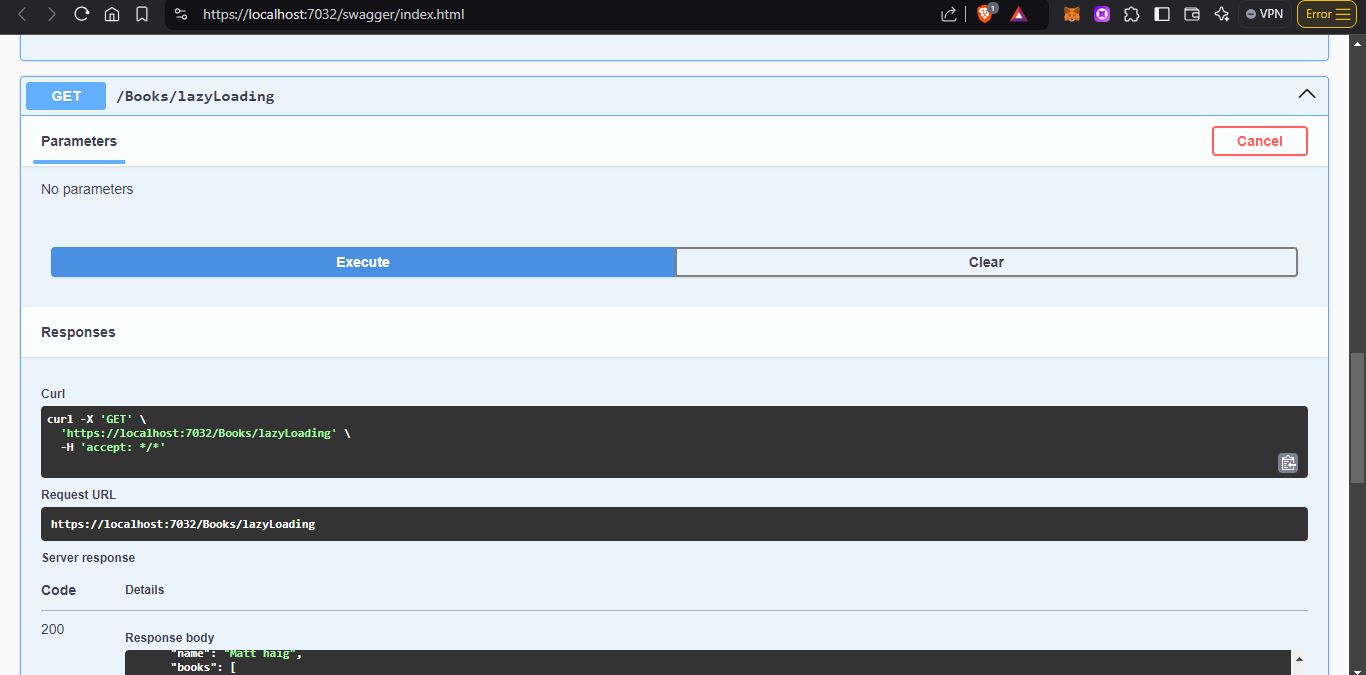 https://localhost:7032/swagger/index.html
1
VPN
Error
GET /Books/lazyLoading
Parameters
Cancel
No parameters
Execute
Clear
Responses
Curl
curl -X 'GET' \
'https://localhost:7032/Books/lazyLoading' \
-H 'accept: */*'
Request URL
https://localhost:7032/Books/lazyLoading
Server response
Code Details
200
Response body
"name": "Matt haig",
"books": [